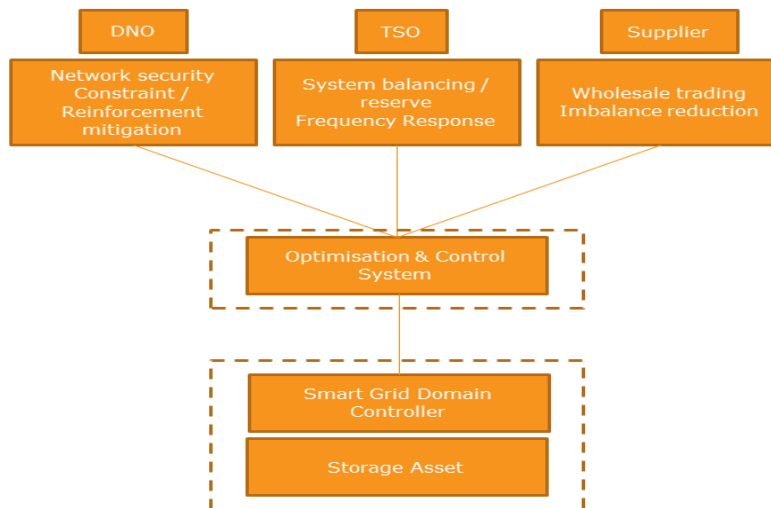 DNO
TSO
Supplier
Network security
Constraint /
Reinforcement
mitigation
System balancing /
reserve
Frequency Response
Wholesale trading
Imbalance reduction
Optimisation & Control
System
Smart Grid Domain
Controller
Storage Asset